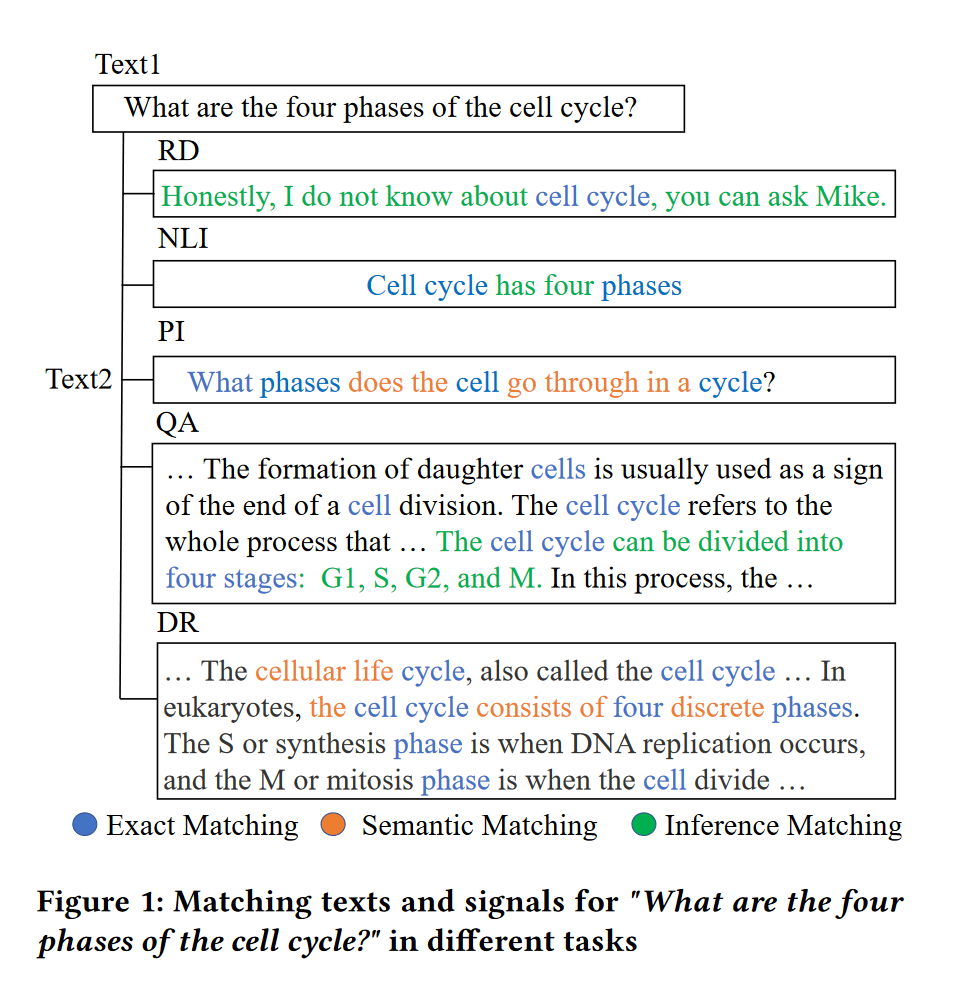 Text1
What are the four phases of the cell cycle?
RD
Honestly, I do not know about cell cycle, you can ask Mike.
NLI
Cell cycle has four phases
PI
Text2
What phases does the cell go through in a cycle?
QA
… The formation of daughter cells is usually used as a sign
of the end of a cell division. The cell cycle refers to the
whole process that … The cell cycle can be divided into
four stages: G1, S, G2, and M. In this process, the …
DR
… The cellular life cycle, also called the cell cycle … In
eukaryotes, the cell cycle consists of four discrete phases.
The S or synthesis phase is when DNA replication occurs,
and the M or mitosis phase is when the cell divide …
Exact Matching Semantic Matching Inference Matching
Figure 1: Matching texts and signals for "What are the four
phases of the cell cycle?" in different tasks